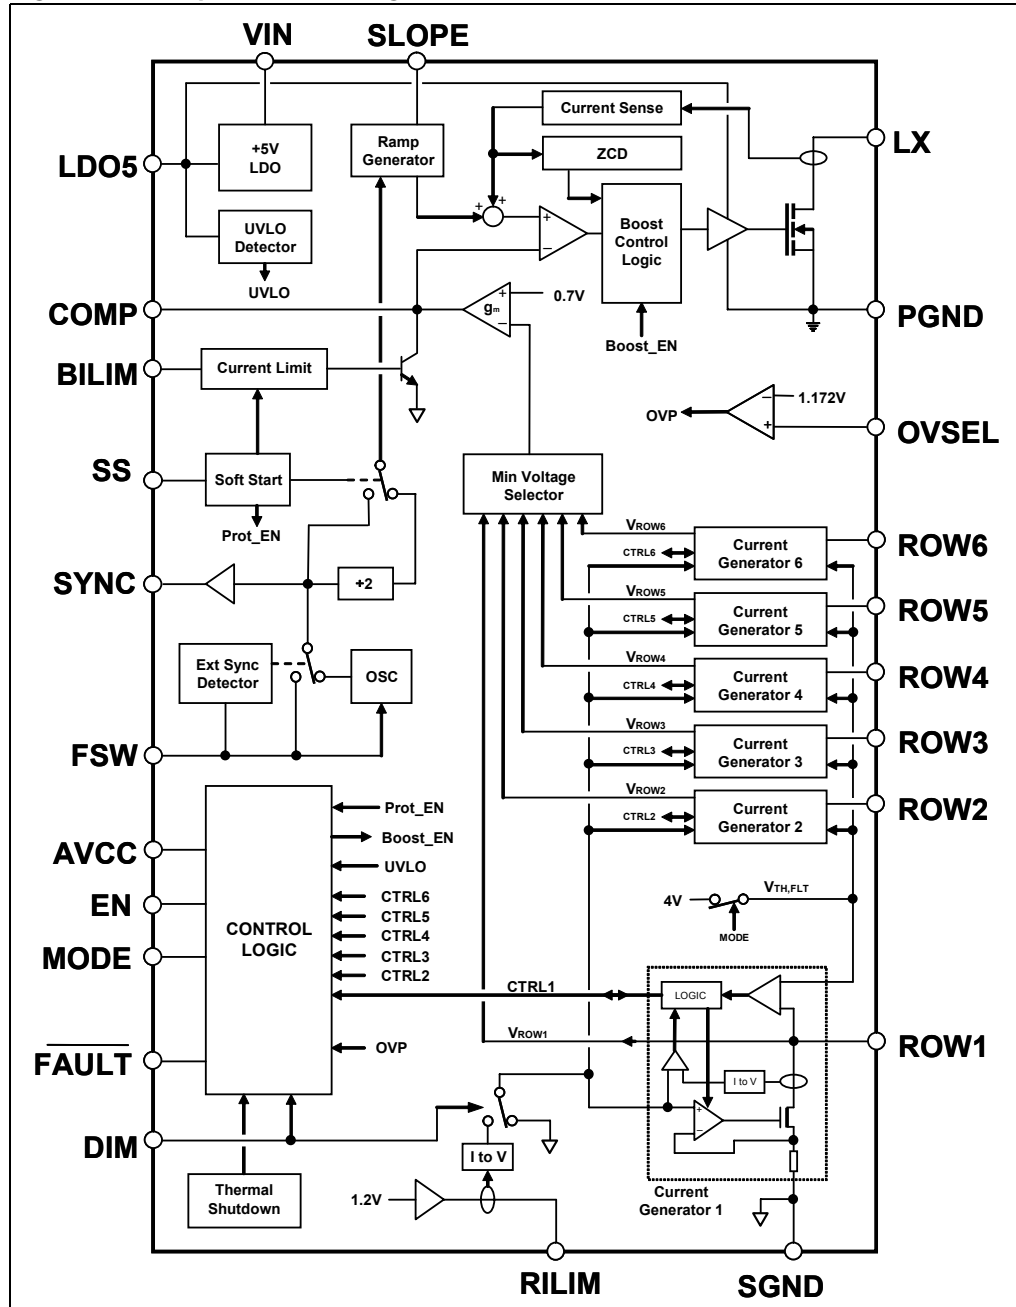 VIN
SLOPE
LDO5
+5V
LDO
Ramp
Generator
Current Sense
ZCD
LX
UVLO
Detector
UVLO
Boost
Control
Logic
+
+
+
−
COMP
gm
+
−
0.7V
Boost_EN
PGND
BILIM
Current Limit
OVP
−
+
1.172V
OVSEL
SS
Soft Start
Prot_EN
Min Voltage
Selector
SYNC
+2
VROW6
CTRL6
Current
Generator 6
ROW6
VROW5
CTRL5
Current
Generator 5
ROW5
Ext Sync
Detector
OSC
VROW4
CTRL4
Current
Generator 4
ROW4
FSW
VROW3
CTRL3
Current
Generator 3
ROW3
VROW2
CTRL2
Current
Generator 2
ROW2
AVCC
EN
MODE
FAULT
DIM
CONTROL
LOGIC
Prot_EN
Boost_EN
UVLO
CTRL6
CTRL5
CTRL4
CTRL3
CTRL2
CTRL1
OVP
4V
VTH,FLT
MODE
LOGIC
VROW1
ROW1
I to V
+
−
I to V
Thermal
Shutdown
1.2V
Current
Generator 1
RILIM
SGND